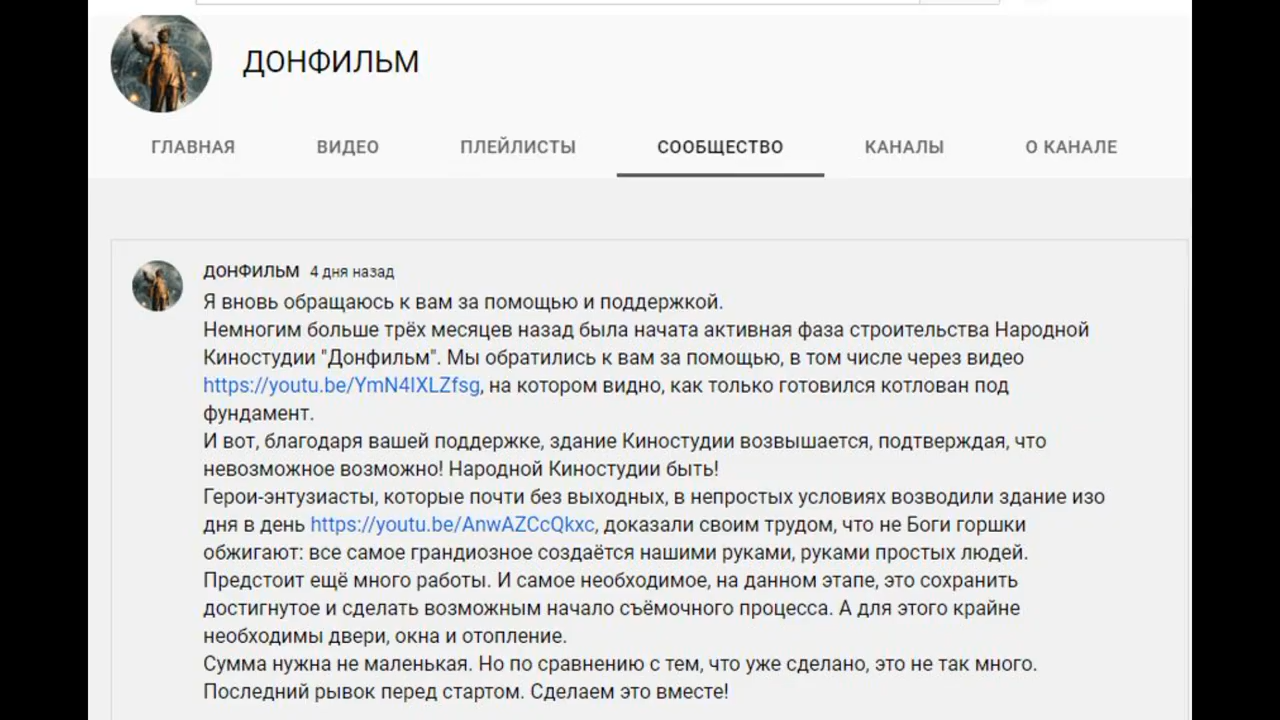 ДОНФИЛЬМ
ГЛАВНАЯ ВИДЕО ПЛЕЙЛИСТЫ СООБЩЕСТВО КАНАЛЫ О КАНАЛЕ
ДОНФИЛЬМ 4 дня назад
Я вновь обращаюсь к вам за помощью и поддержкой.
Немногим больше трёх месяцев назад была начата активная фаза строительства Народной
Киностудии "Донфильм". Мы обратились к вам за помощью, в том числе через видео
https://youtu.be/YmN4IXLZfsg, на котором видно, как только готовился котлован под
фундамент.
И вот, благодаря вашей поддержке, здание Киностудии возвышается, подтверждая, что
невозможное возможно! Народной Киностудии быть!
Герои-энтузиасты, которые почти без выходных, в непростых условиях возводили здание изо
дня в день https://youtu.be/AnwAZCcQkxc, доказали своим трудом, что не Боги горшки
обжигают: все самое грандиозное создаётся нашими руками, руками простых людей.
Предстоит ещё много работы. И самое необходимое, на данном этапе, это сохранить
достигнутое и сделать возможным начало съёмочного процесса. А для этого крайне
необходимы двери, окна и отопление.
Сумма нужна не маленькая. Но по сравнению с тем, что уже сделано, это не так много.
Последний рывок перед стартом. Сделаем это вместе!